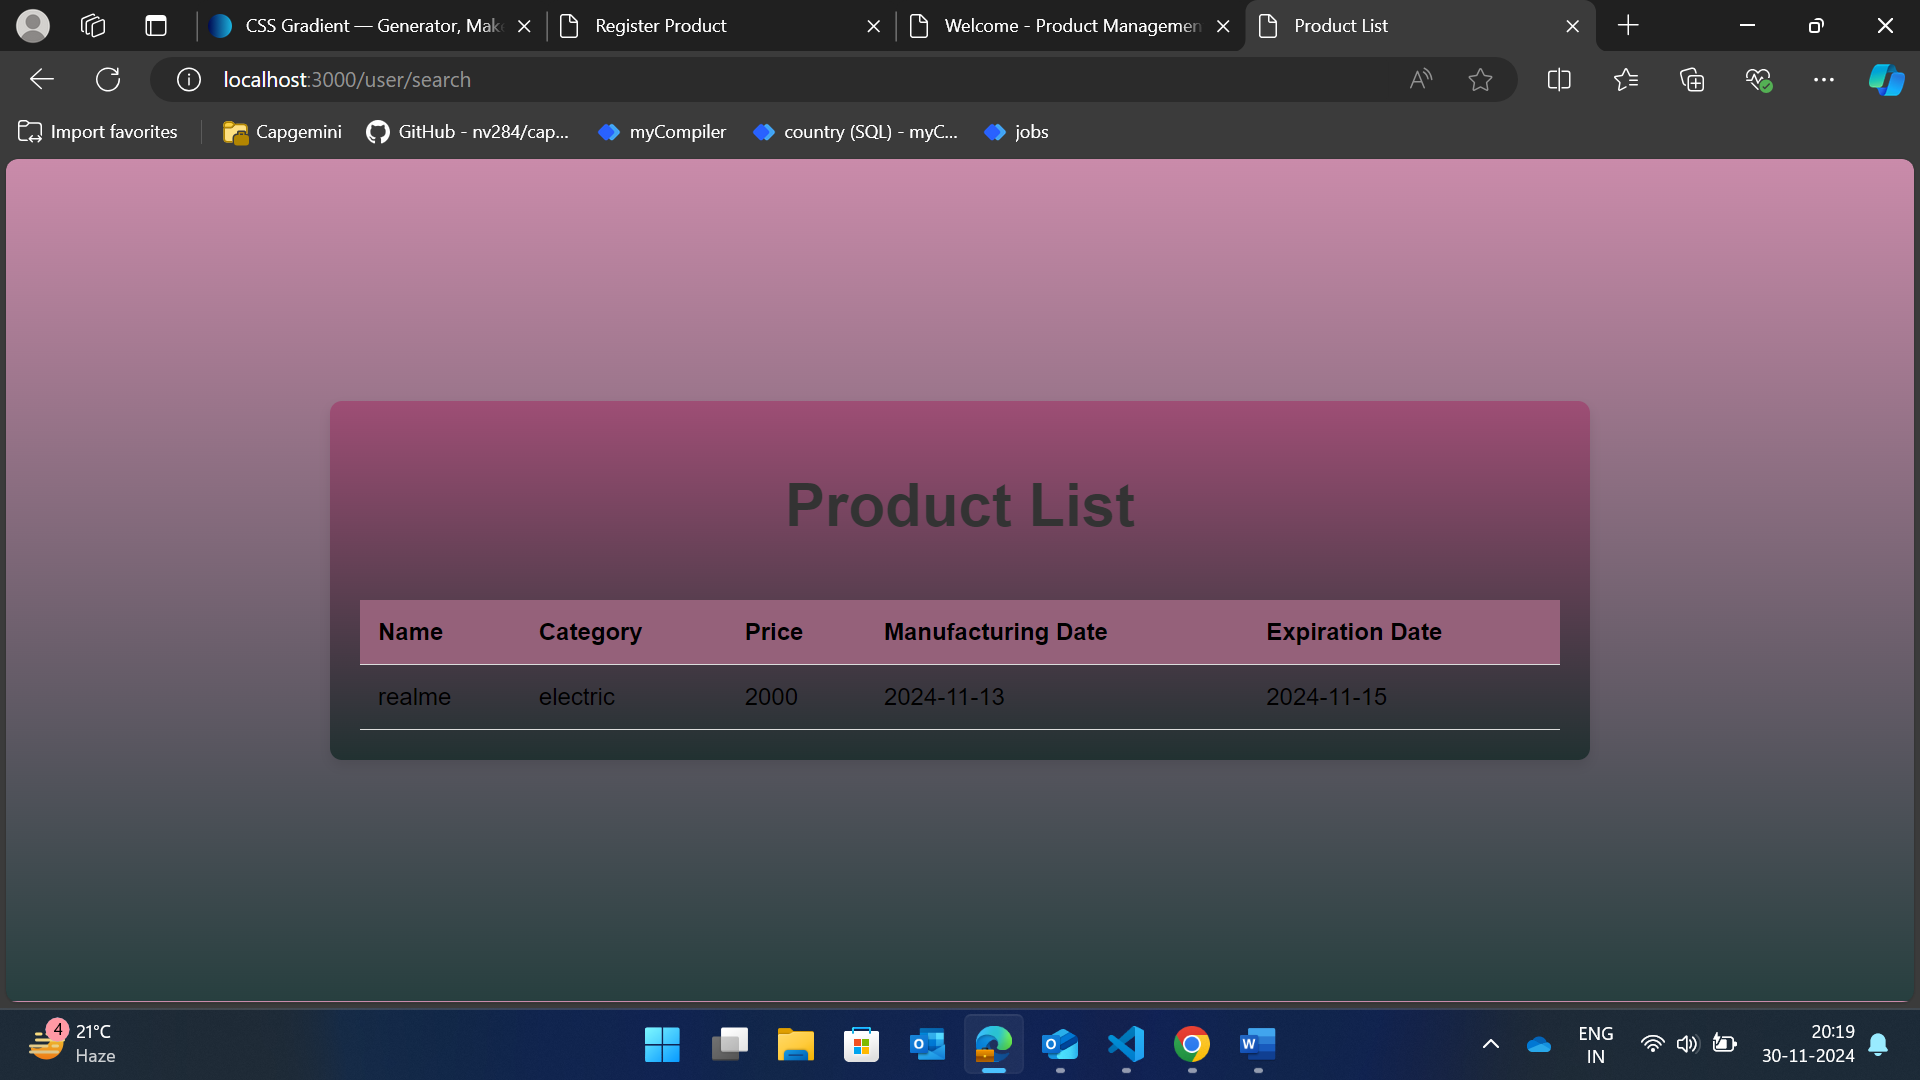 CSS Gradient — Generator, Mak
Register Product
Welcome - Product Managemen
Product List
localhost:3000/user/search
Import favorites
Capgemini
GitHub - nv284/cap...
myCompiler
country (SQL) - myC...
jobs
Product List
Name Category Price Manufacturing Date Expiration Date
realme electric 2000 2024-11-13 2024-11-15
4
21°C
Haze
ENG
IN
20:19
30-11-2024